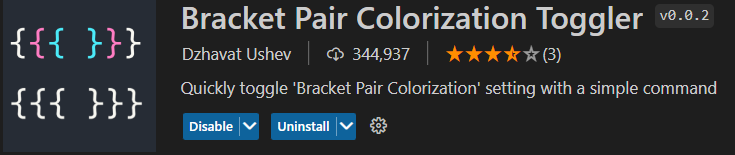 {{{ }}}
{{{ }}}
Bracket Pair Colorization Toggler v0.0.2
Dzhavat Ushev 344,937 (3)
Quickly toggle 'Bracket Pair Colorization' setting with a simple command
Disable Uninstall